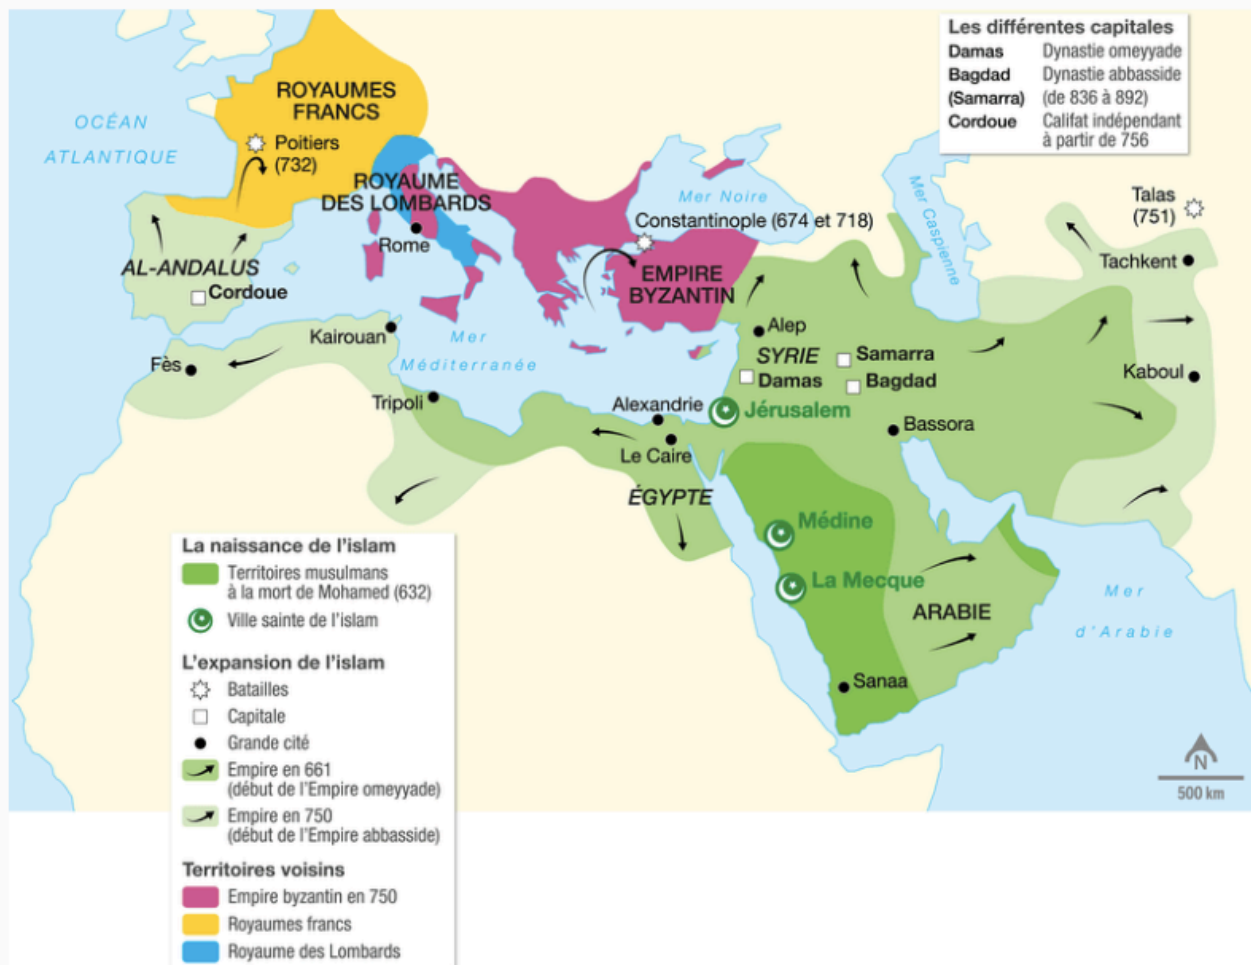 Les différentes capitales
Damas Dynastie omeyyade
Bagdad Dynastie abbasside
(Samarra) (de 836 à 892)
Cordoue Califat indépendant
à partir de 756
ROYAUMES
FRANCS
OCÉAN
ATLANTIQUE
Poitiers
(732)
ROYAUME
DES LOMBARDS
Rome
Mer Noire
Constantinople (674 et 718)
Mer Caspienne
Talas
(751)
Tachkent
AL-ANDALUS
Cordoue
EMPIRE
BYZANTIN
Kairouan
Mer
Méditerranée
Alep
SYRIE
Samarra
Damas
Bagdad
Fès
Kaboul
Tripoli
Alexandrie
Jérusalem
Bassora
Le Caire
ÉGYPTE
Médine
La Mecque
ARABIE
Mer
d'Arabie
Sanaa
N
500 km
La naissance de l'islam
Territoires musulmans
à la mort de Mohamed (632)
Ville sainte de l'islam
L'expansion de l'islam
Batailles
Capitale
Grande cité
Empire en 661
(début de l'Empire omeyyade)
Empire en 750
(début de l'Empire abbasside)
Territoires voisins
Empire byzantin en 750
Royaumes francs
Royaume des Lombards